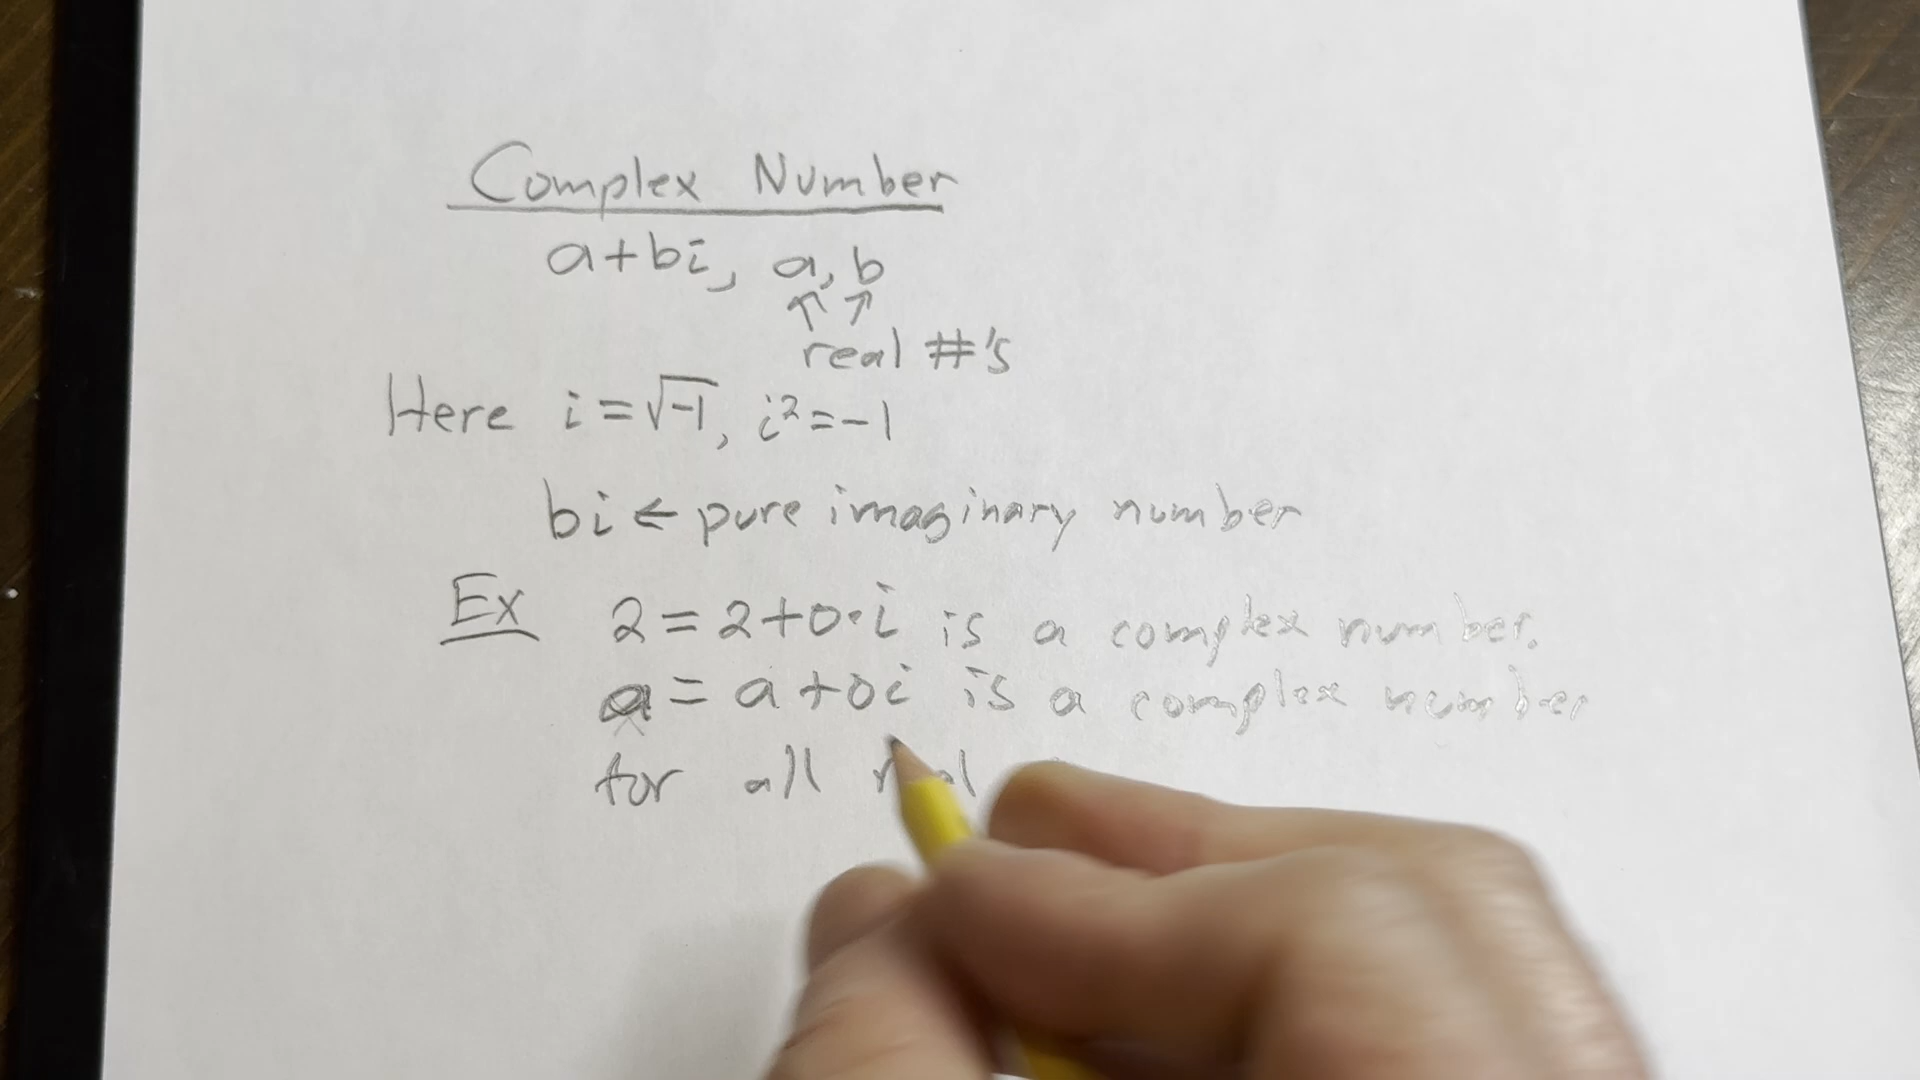 Complex Number
a+bi, a, b
↑ ↗
real #'s
Here i = √-1, i² = -1
bi ← pure imaginary number
Ex 2 = 2+0·i is a complex number.
a = a+0i is a complex number
for all real